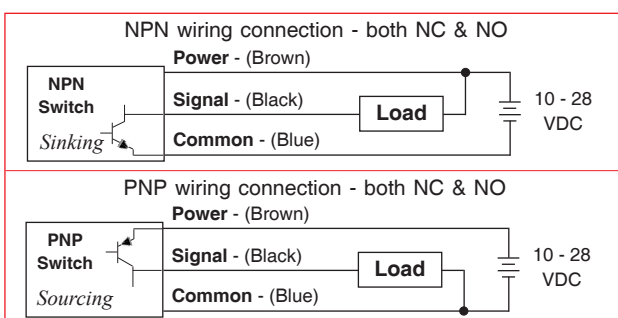 NPN wiring connection - both NC & NO
Power - (Brown)
NPN
Switch
Signal - (Black)
Load
10 - 28
VDC
Sinking
Common - (Blue)
PNP wiring connection - both NC & NO
Power - (Brown)
PNP
Switch
Signal - (Black)
Load
10 - 28
VDC
Sourcing
Common - (Blue)